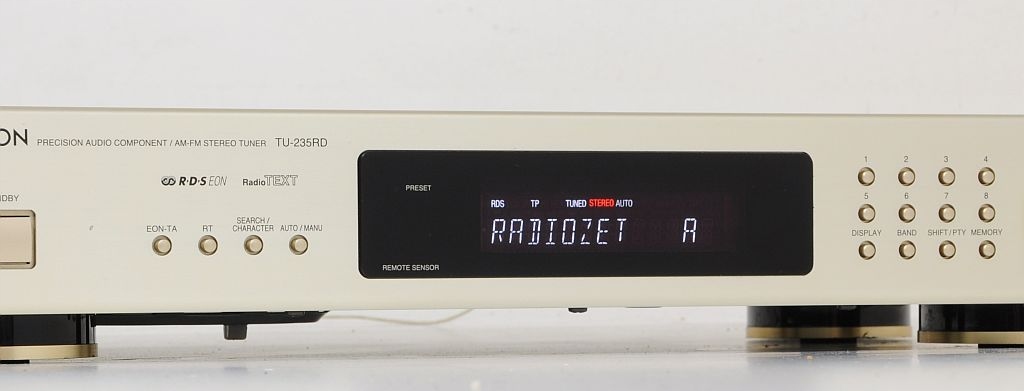 ON PRECISION AUDIO COMPONENT / AM-FM STEREO TUNER TU-235RD
R·D·S EON RadioTEXT
NDBY
EON-TA RT SEARCH / CHARACTER AUTO / MANU
PRESET
RDS TP TUNED STEREO AUTO
RADIOZET A
REMOTE SENSOR
1 2 3 4
5 6 7 8
DISPLAY BAND SHIFT / PTY MEMORY